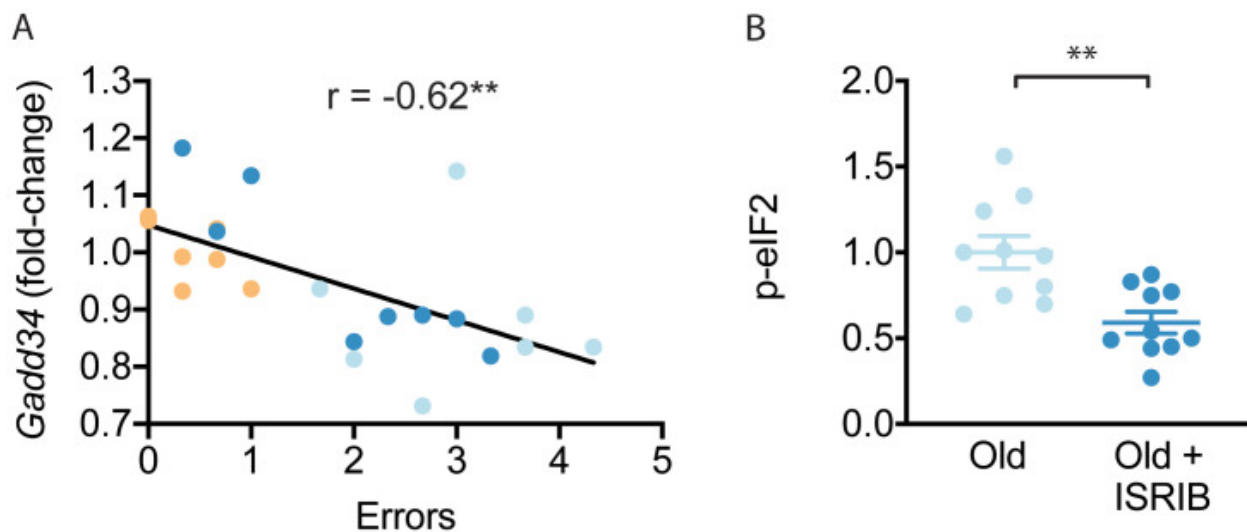 A
Gadd34 (fold-change)
1.3
1.2
1.1
1.0
0.9
0.8
0.7
r = -0.62**
0 1 2 3 4 5
Errors
B
p-eIF2
2.0
1.5
1.0
0.5
0.0
**
Old
Old +
ISRIB